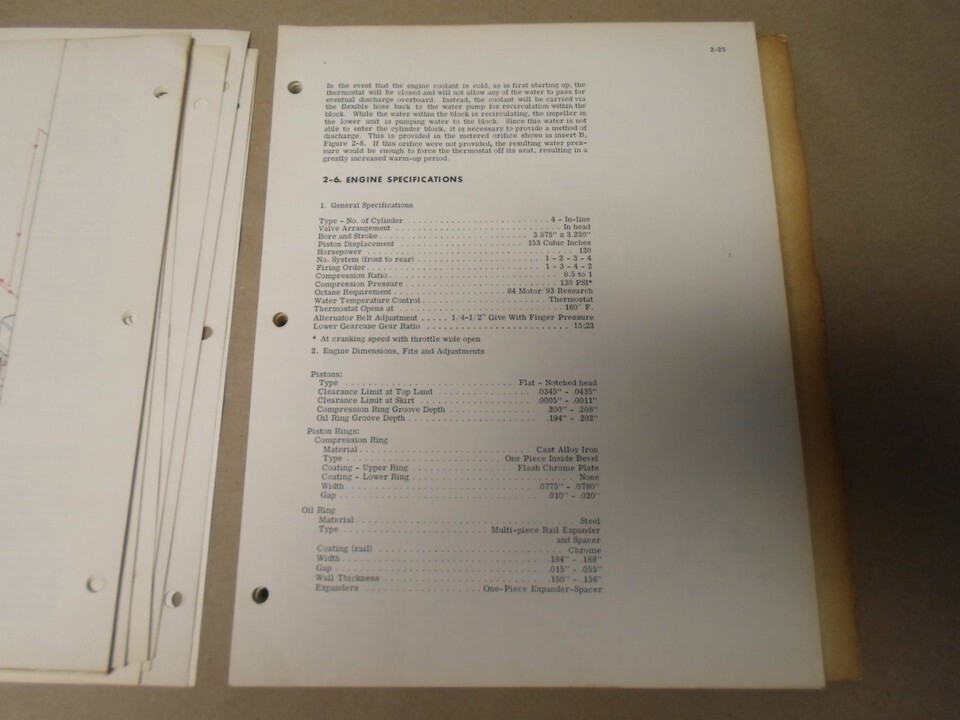 2-25
In the event that the engine coolant is cold, as in first starting up, the
thermostat will be closed and will not allow any of the water to pass for
eventual discharge overboard. Instead, the coolant will be carried via
the flexible hose back to the water pump for recirculation within the
block. While the water within the block is recirculating, the impeller in
the lower unit is pumping water to the block. Since this water is not
able to enter the cylinder block, it is necessary to provide a method of
discharge. This is provided in the metered orifice shown in insert D,
Figure 2-8. If this orifice were not provided, the resulting water pres-
sure would be enough to force the thermostat off its seat, resulting in a
greatly increased warm-up period.
2-6. ENGINE SPECIFICATIONS
1. General Specifications
Type - No. of Cylinder . . . . . 4 - In-line
Valve Arrangement . . . . . In head
Bore and Stroke . . . . . 3.875" x 3.250"
Piston Displacement . . . . . 153 Cubic Inches
Horsepower . . . . . 120
No. System (front to rear) . . . . . 1 - 2 - 3 - 4
Firing Order . . . . . 1 - 3 - 4 - 2
Compression Ratio . . . . . 8.5 to 1
Compression Pressure . . . . . 130 PSI*
Octane Requirement . . . . . 84 Motor/93 Research
Water Temperature Control . . . . . Thermostat
Thermostat Opens at . . . . . 160° F.
Alternator Belt Adjustment . . . . . 1/4-1/2" Give With Finger Pressure
Lower Gearcase Gear Ratio . . . . . 15:23
* At cranking speed with throttle wide open
2. Engine Dimensions, Fits and Adjustments
Pistons:
Type . . . . . Flat - Notched head
Clearance Limit at Top Land . . . . . .0345" - .0435"
Clearance Limit at Skirt . . . . . .0005" - .0011"
Compression Ring Groove Depth . . . . . .200" - .208"
Oil Ring Groove Depth . . . . . .194" - .202"
Piston Rings:
Compression Ring
Material . . . . . Cast Alloy Iron
Type . . . . . One Piece Inside Bevel
Coating - Upper Ring . . . . . Flash Chrome Plate
Coating - Lower Ring . . . . . None
Width . . . . . .0775" - .0780"
Gap . . . . . .010" - .020"
Oil Ring
Material . . . . . Steel
Type . . . . . Multi-piece Rail Expander
and Spacer
Coating (rail) . . . . . Chrome
Width . . . . . .184" - .188"
Gap . . . . . .015" - .055"
Wall Thickness . . . . . .150" - .156"
Expanders . . . . . One-Piece Expander-Spacer